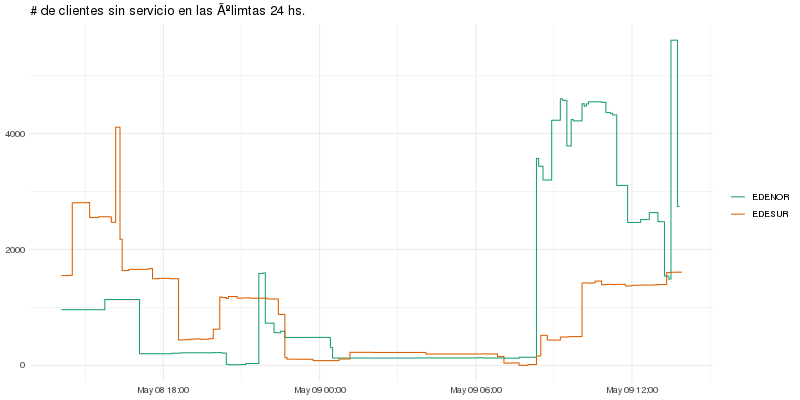 # de clientes sin servicio en las Ãºlimtas 24 hs.
4000
2000
0
May 08 18:00
May 09 00:00
May 09 06:00
May 09 12:00
EDENOR
EDESUR